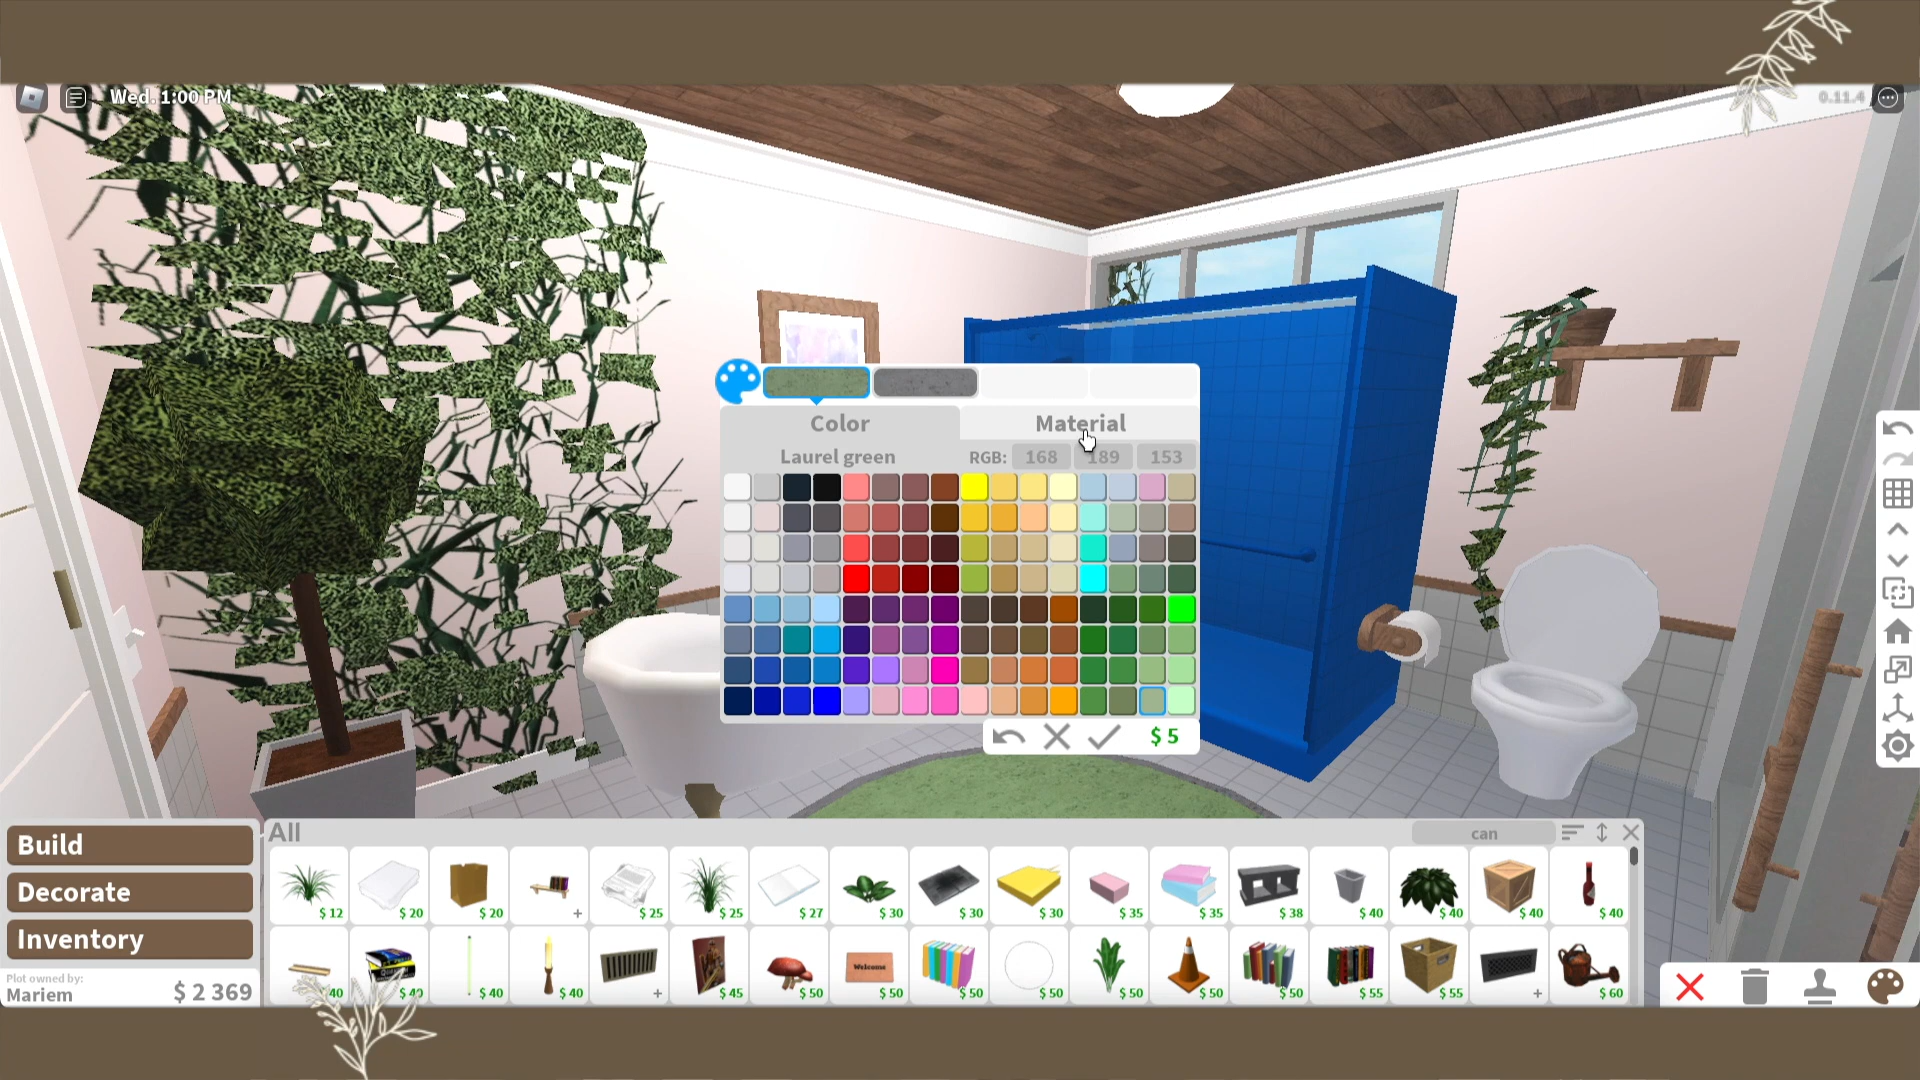 Wed. 1:00 PM
0.11.4
Color
Material
Laurel green
RGB: 168 189 153
$ 5
All
can
Build
Decorate
Inventory
Plot owned by:
Mariem
$ 2 369
$ 12 $ 20 $ 20 + $ 25 $ 25 $ 27 $ 30 $ 30 $ 30 $ 35 $ 35 $ 38 $ 40 $ 40 $ 40 $ 40
Welcome
40 $ 40 $ 40 $ 40 + $ 45 $ 50 $ 50 $ 50 $ 50 $ 50 $ 50 $ 50 $ 55 $ 55 + $ 60